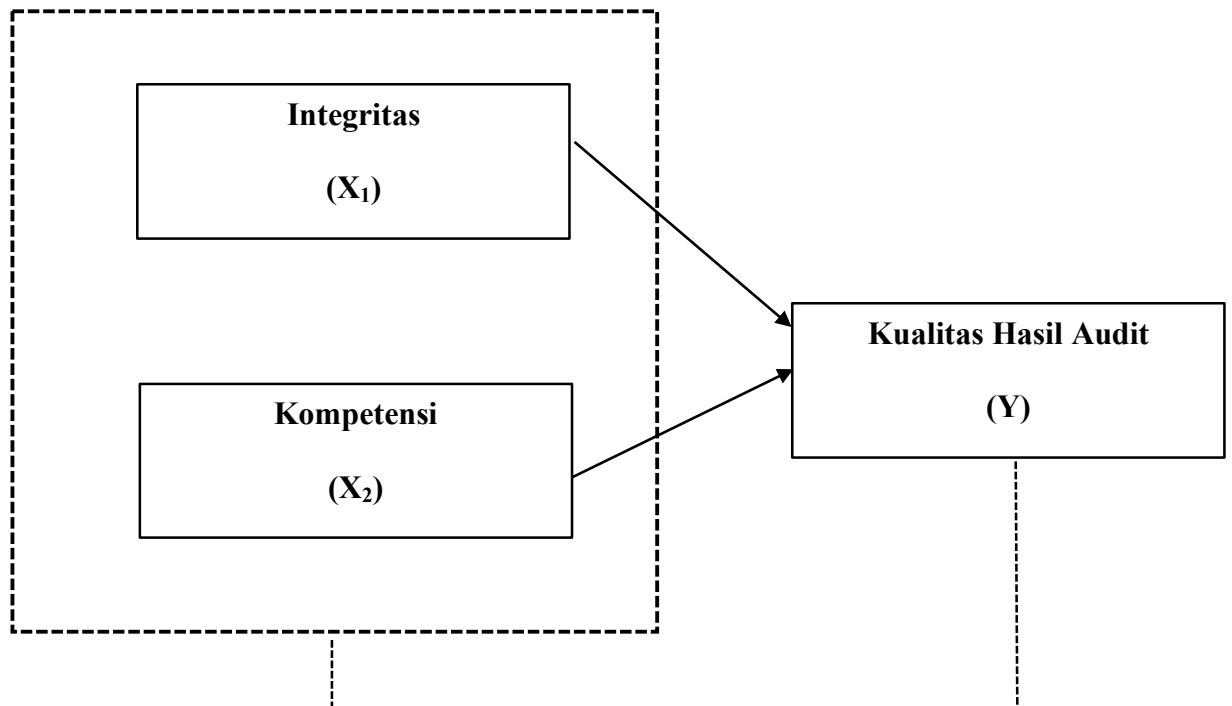 Integritas
(X₁)
Kompetensi
(X₂)
Kualitas Hasil Audit
(Y)